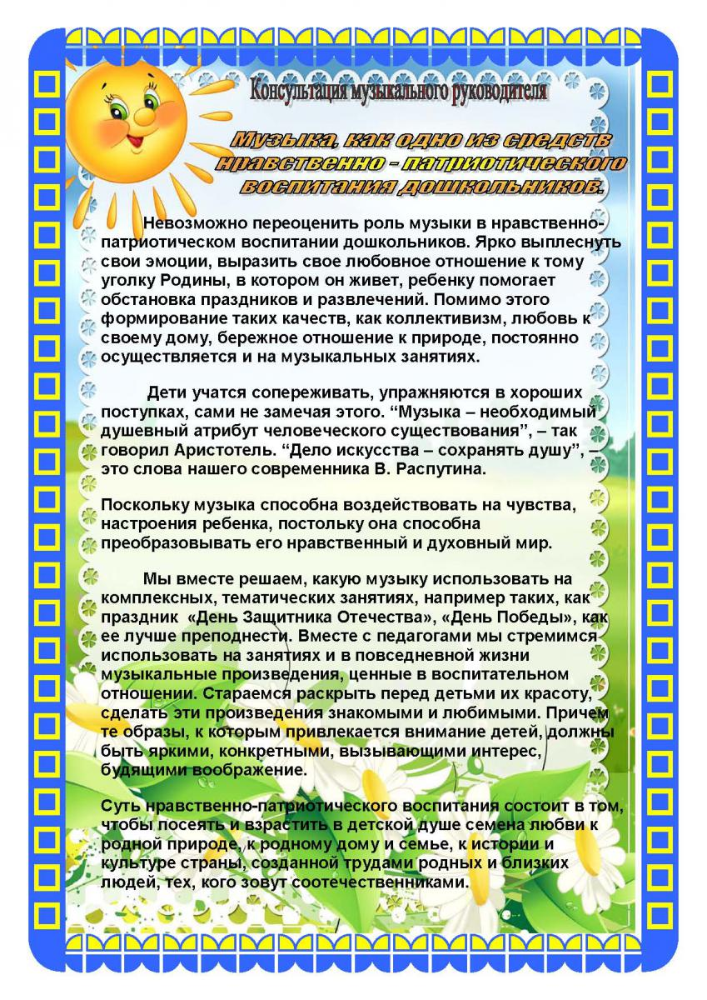 Консультация музыкального руководителя
Музыка, как одно из средств
нравственно - патриотического
воспитания дошкольников.
Невозможно переоценить роль музыки в нравственно-
патриотическом воспитании дошкольников. Ярко выплеснуть
свои эмоции, выразить свое любовное отношение к тому
уголку Родины, в котором он живет, ребенку помогает
обстановка праздников и развлечений. Помимо этого
формирование таких качеств, как коллективизм, любовь к
своему дому, бережное отношение к природе, постоянно
осуществляется и на музыкальных занятиях.
Дети учатся сопереживать, упражняются в хороших
поступках, сами не замечая этого. “Музыка – необходимый
душевный атрибут человеческого существования”, – так
говорил Аристотель. “Дело искусства – сохранять душу”, –
это слова нашего современника В. Распутина.
Поскольку музыка способна воздействовать на чувства,
настроения ребенка, постольку она способна
преобразовывать его нравственный и духовный мир.
Мы вместе решаем, какую музыку использовать на
комплексных, тематических занятиях, например таких, как
праздник «День Защитника Отечества», «День Победы», как
ее лучше преподнести. Вместе с педагогами мы стремимся
использовать на занятиях и в повседневной жизни
музыкальные произведения, ценные в воспитательном
отношении. Стараемся раскрыть перед детьми их красоту,
сделать эти произведения знакомыми и любимыми. Причем
те образы, к которым привлекается внимание детей, должны
быть яркими, конкретными, вызывающими интерес,
будящими воображение.
Суть нравственно-патриотического воспитания состоит в том,
чтобы посеять и взрастить в детской душе семена любви к
родной природе, к родному дому и семье, к истории и
культуре страны, созданной трудами родных и близких
людей, тех, кого зовут соотечественниками.